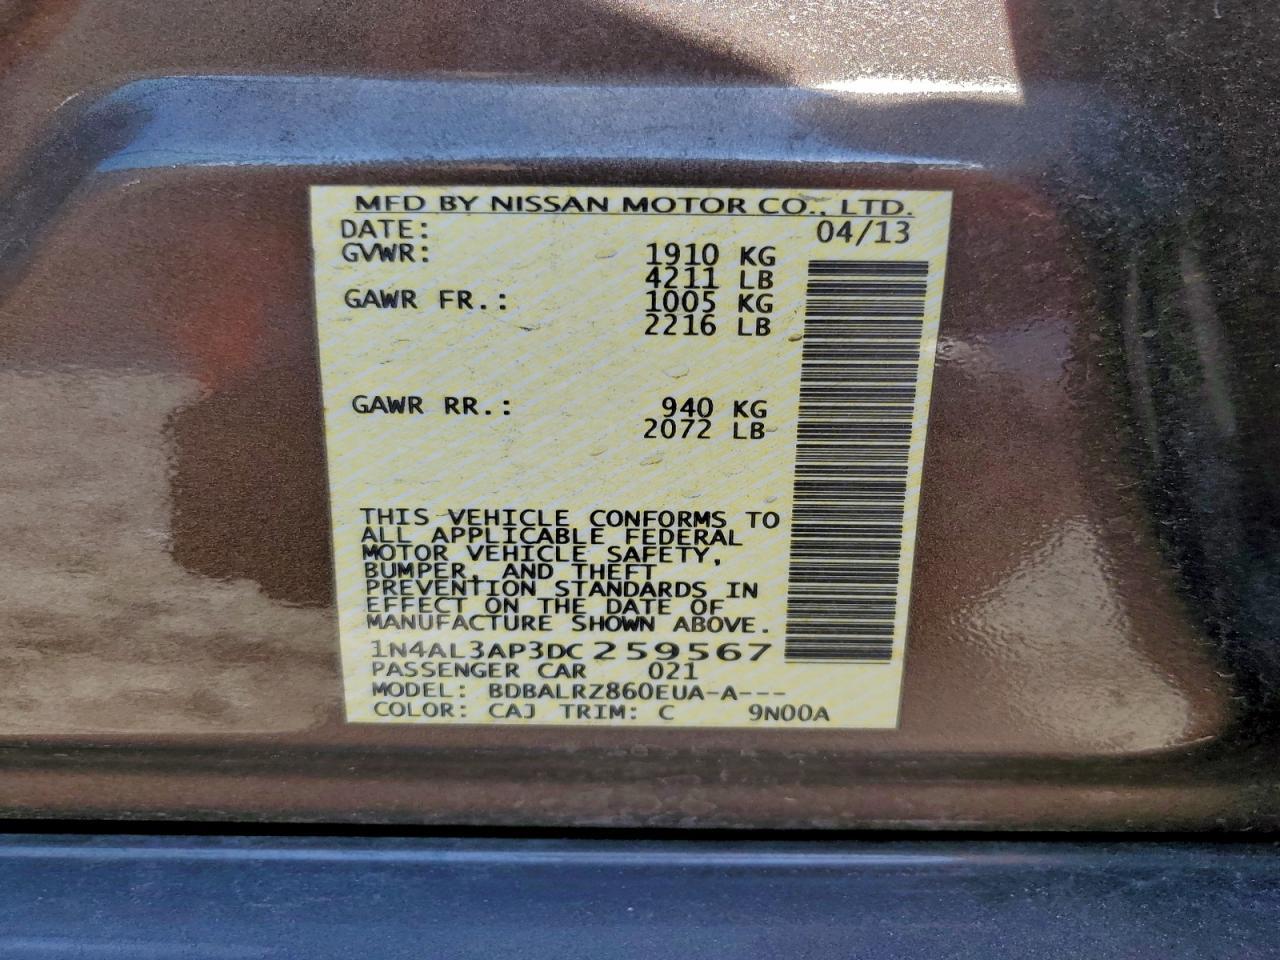 MFD BY NISSAN MOTOR CO., LTD.
DATE: 04/13
GVWR: 1910 KG
4211 LB
GAWR FR.: 1005 KG
2216 LB
GAWR RR.: 940 KG
2072 LB
THIS VEHICLE CONFORMS TO
ALL APPLICABLE FEDERAL
MOTOR VEHICLE SAFETY,
BUMPER, AND THEFT
PREVENTION STANDARDS IN
EFFECT ON THE DATE OF
MANUFACTURE SHOWN ABOVE.
1N4AL3AP3DC259567
PASSENGER CAR 021
MODEL: BDBALRZ860EUA-A---
COLOR: CAJ TRIM: C 9N00A